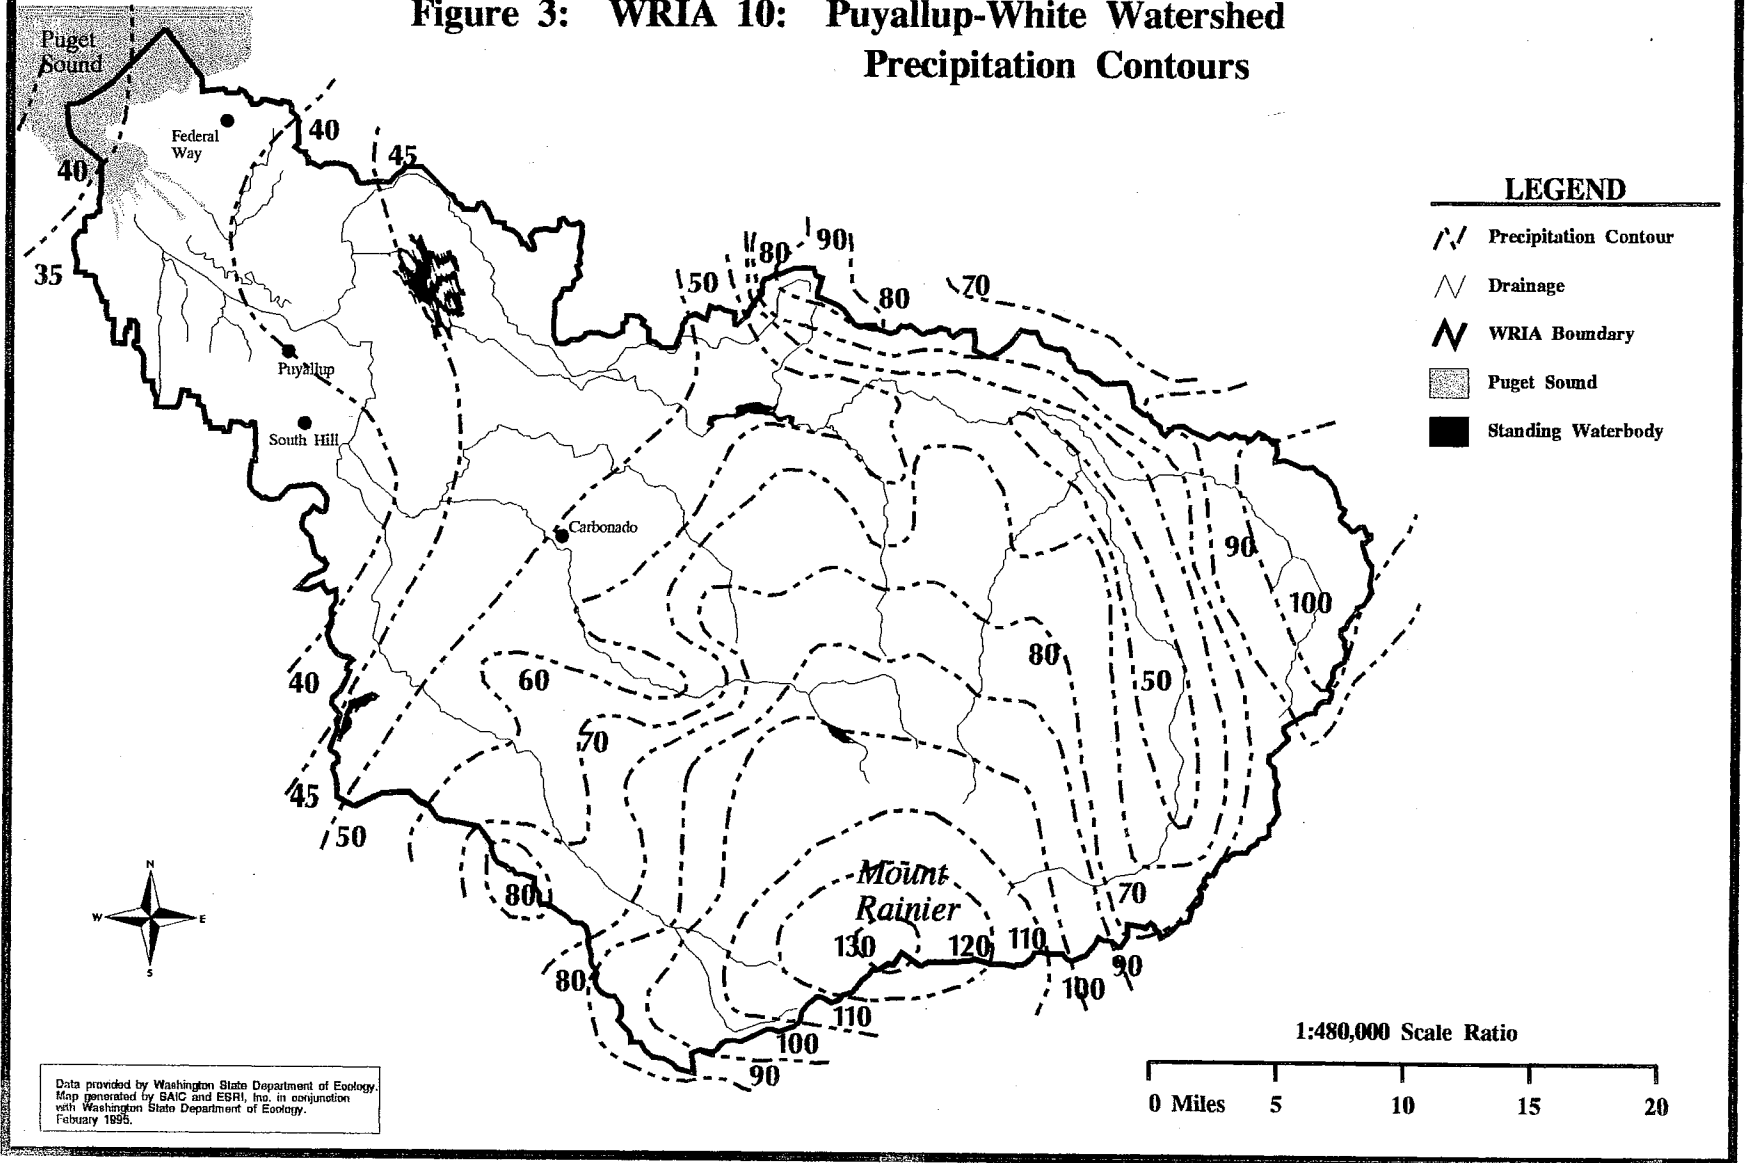 Figure 3: WRIA 10: Puyallup-White Watershed
Precipitation Contours
Puget
Sound
Federal
Way
40
45
40
35
50
80
90
80
70
Puyallup
South Hill
Carbonado
90
100
80
60
50
40
70
45
50
80
70
Mount
Rainier
130
120
110
90
80
100
110
100
90
LEGEND
Precipitation Contour
Drainage
WRIA Boundary
Puget Sound
Standing Waterbody
N
W
E
S
1:480,000 Scale Ratio
0 Miles 5 10 15 20
Data provided by Washington State Department of Ecology.
Map generated by SAIC and ESRI, Inc. in conjunction
with Washington State Department of Ecology.
Febuary 1995.